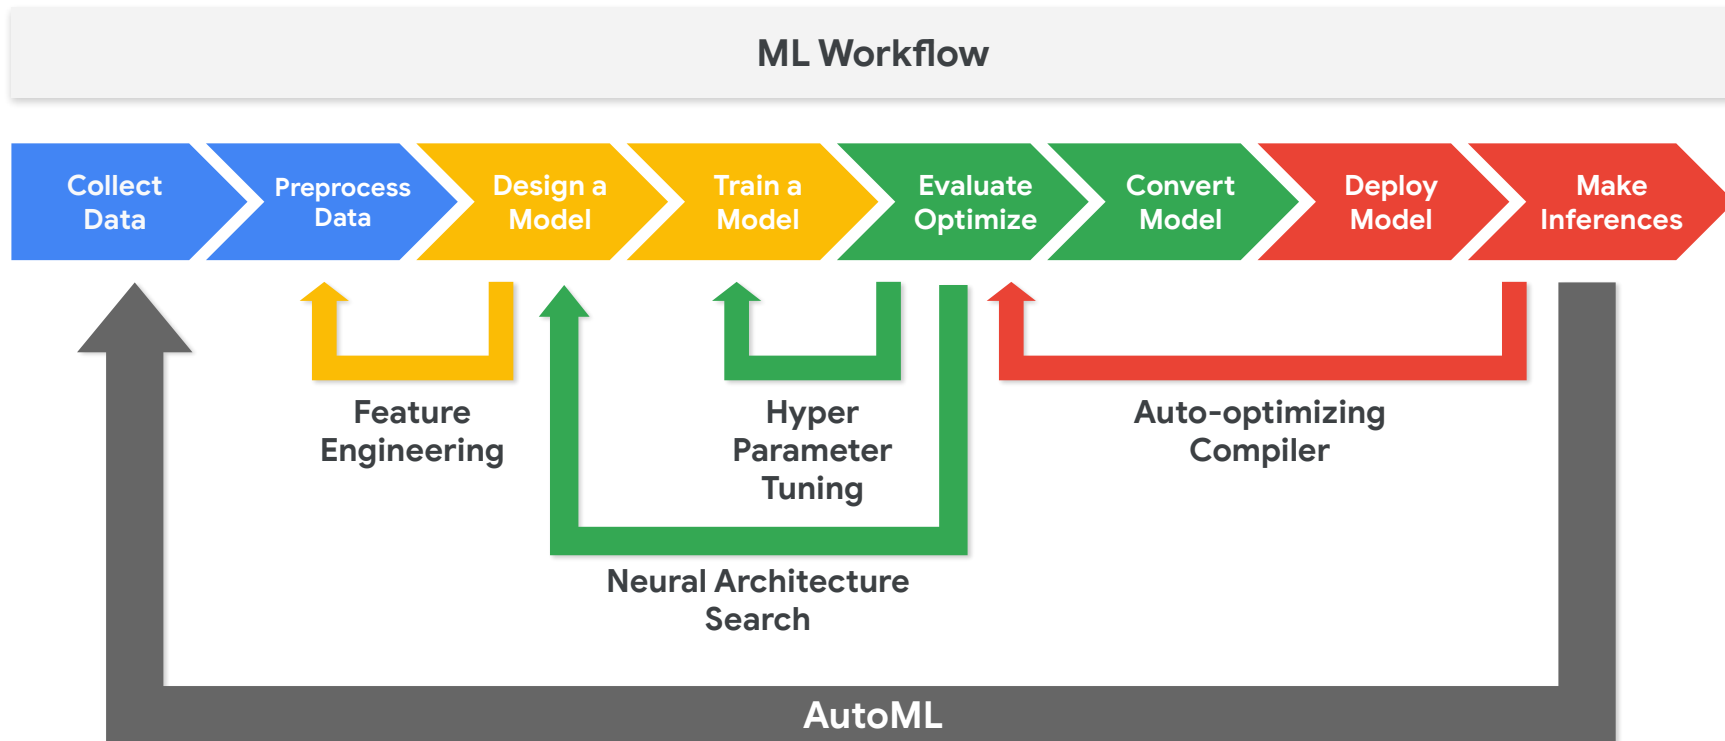 ML Workflow
Collect
Data
Preprocess
Data
Design a
Model
Train a
Model
Evaluate
Optimize
Convert
Model
Deploy
Model
Make
Inferences
Feature
Engineering
Hyper
Parameter
Tuning
Auto-optimizing
Compiler
Neural Architecture
Search
AutoML